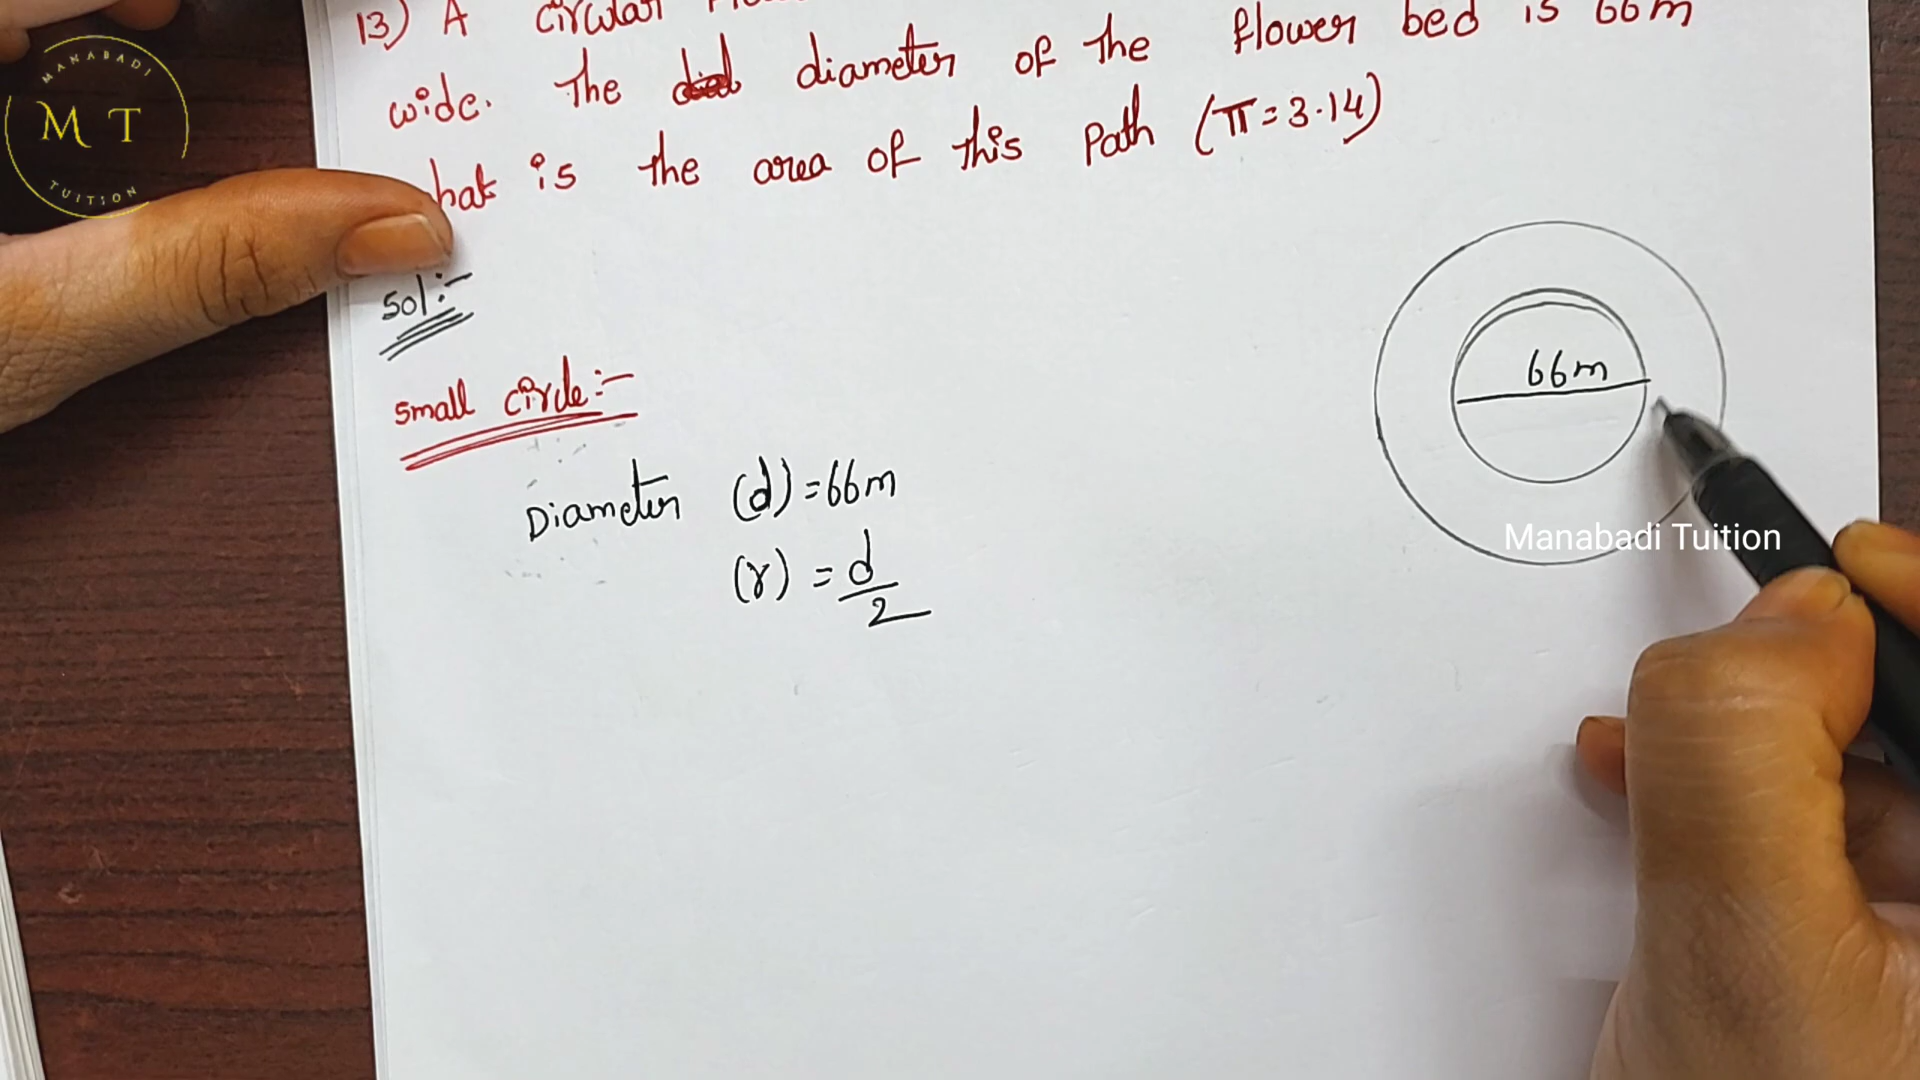 MANABADI
M T
TUITION
13) A Circular
wide. The diameter of the flower bed is 66m
hat is the area of this Path (π=3.14)
Sol:-
Small circle:-
66m
Diameter (d)=66m
(r) = d
2
Manabadi Tuition